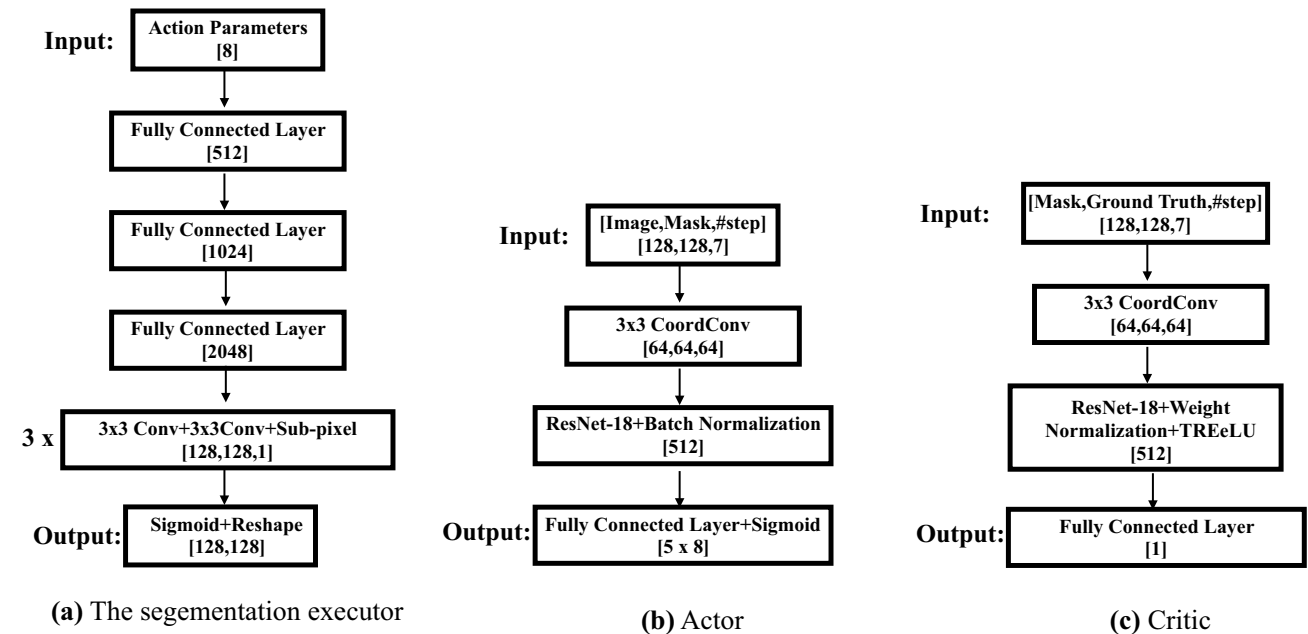 Input:
Action Parameters
[8]
Fully Connected Layer
[512]
Fully Connected Layer
[1024]
Fully Connected Layer
[2048]
3 x
3x3 Conv+3x3Conv+Sub-pixel
[128,128,1]
Output:
Sigmoid+Reshape
[128,128]
(a) The segementation executor
Input:
[Image,Mask,#step]
[128,128,7]
3x3 CoordConv
[64,64,64]
ResNet-18+Batch Normalization
[512]
Output:
Fully Connected Layer+Sigmoid
[5 x 8]
(b) Actor
Input:
[Mask,Ground Truth,#step]
[128,128,7]
3x3 CoordConv
[64,64,64]
ResNet-18+Weight
Normalization+TREeLU
[512]
Output:
Fully Connected Layer
[1]
(c) Critic